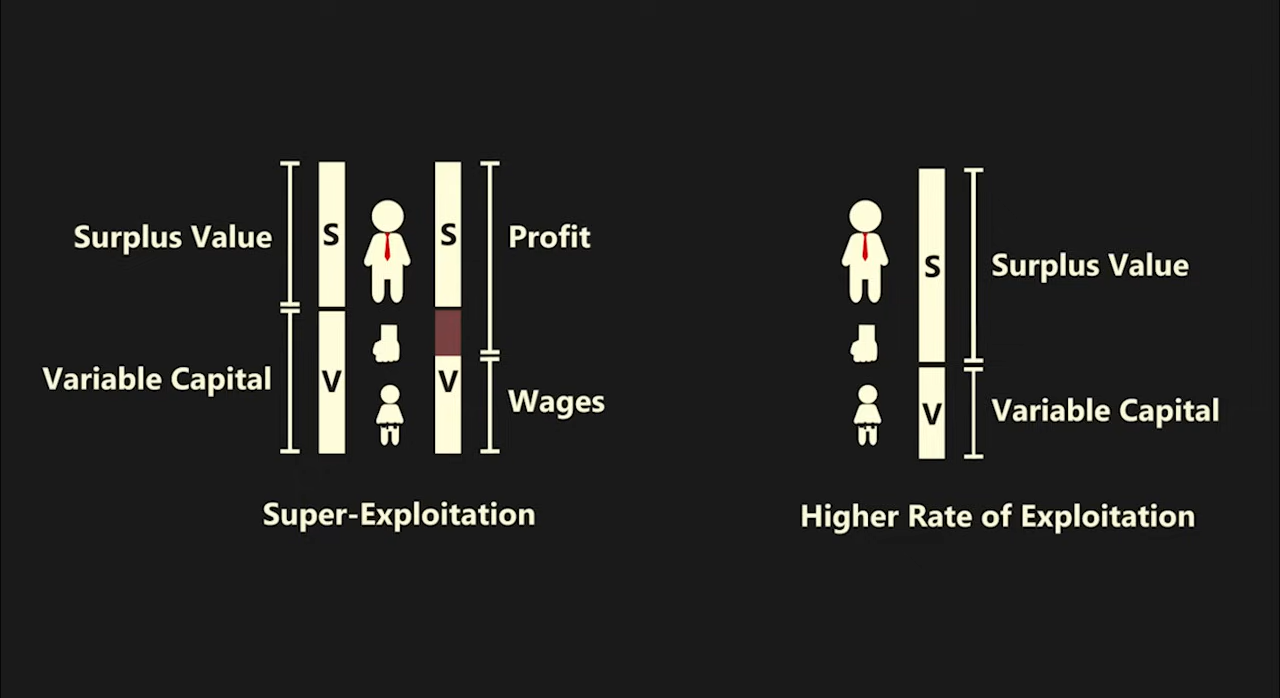 Surplus Value
S
S
Profit
Variable Capital
V
V
Wages
Super-Exploitation
S
Surplus Value
V
Variable Capital
Higher Rate of Exploitation